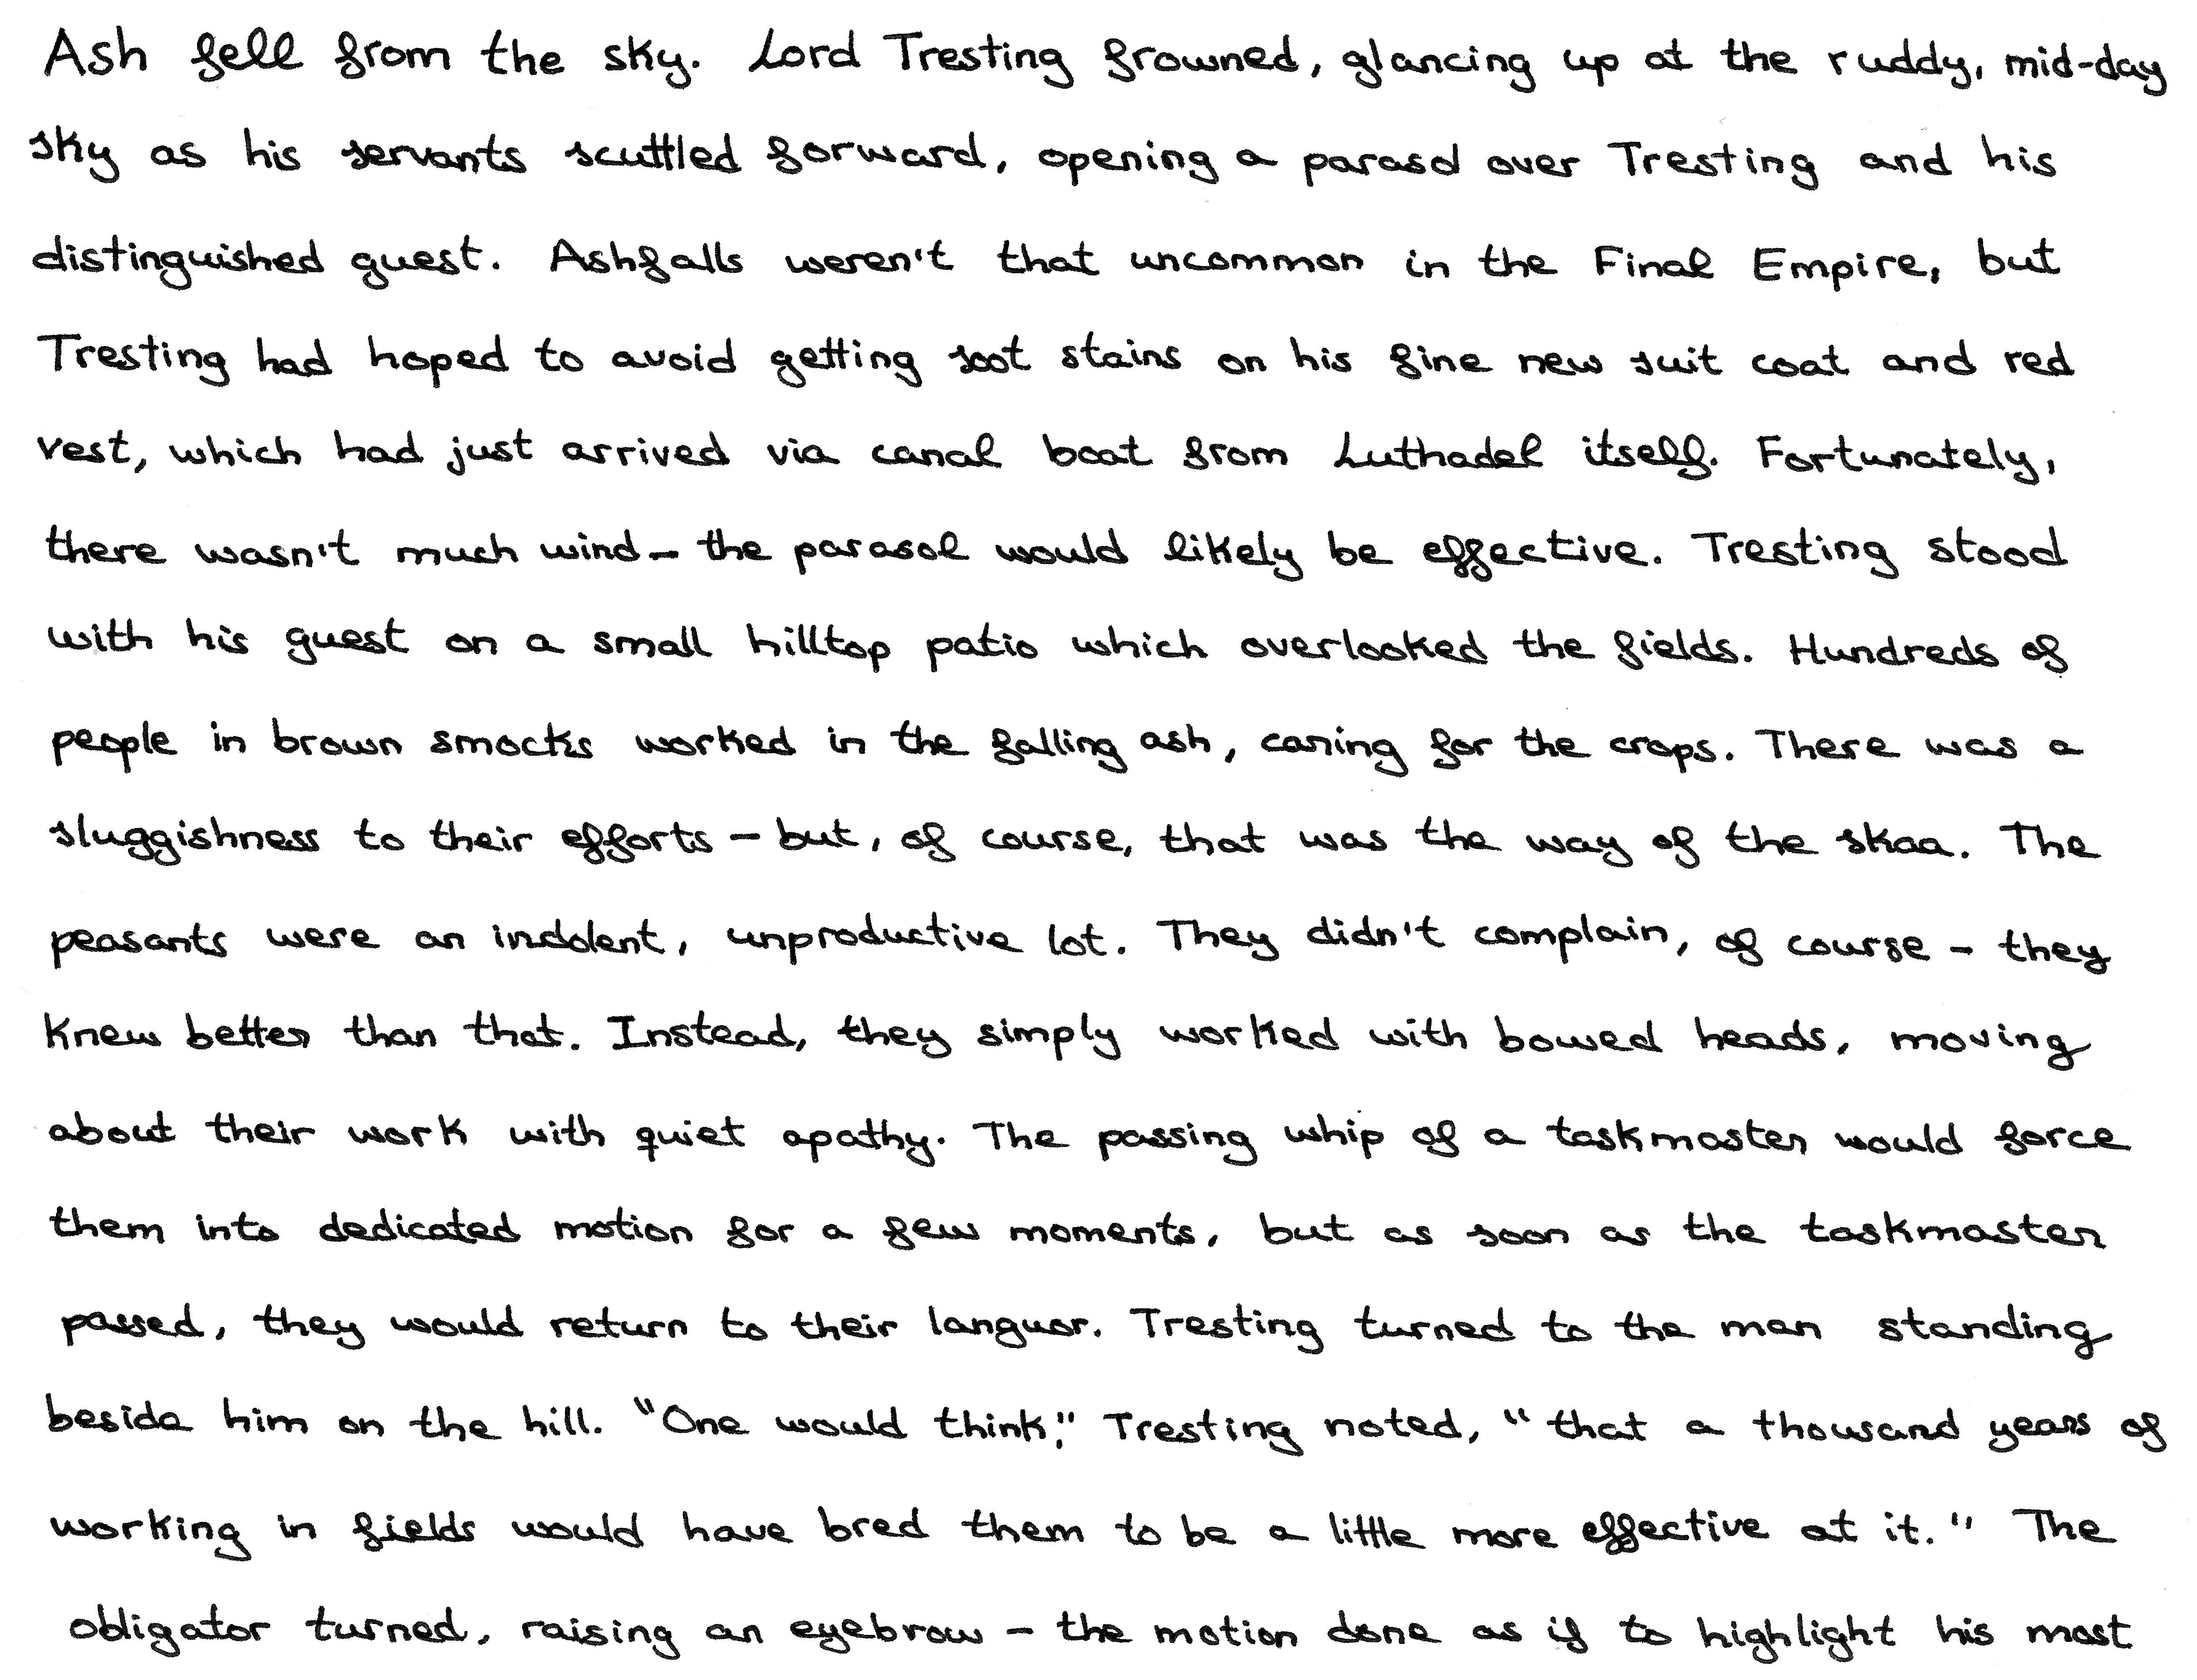 Ash fell from the sky. Lord Tresting frowned, glancing up at the ruddy, mid-day
sky as his servants scuttled forward, opening a parasol over Tresting and his
distinguished guest. Ashfalls weren't that uncommon in the Final Empire, but
Tresting had hoped to avoid getting soot stains on his fine new suit coat and red
vest, which had just arrived via canal boat from Luthadel itself. Fortunately,
there wasn't much wind - the parasol would likely be effective. Tresting stood
with his guest on a small hilltop patio which overlooked the fields. Hundreds of
people in brown smocks worked in the falling ash, caring for the crops. There was a
sluggishness to their efforts - but, of course, that was the way of the skaa. The
peasants were an indolent, unproductive lot. They didn't complain, of course - they
knew better than that. Instead, they simply worked with bowed heads, moving
about their work with quiet apathy. The passing whip of a taskmaster would force
them into dedicated motion for a few moments, but as soon as the taskmaster
passed, they would return to their languor. Tresting turned to the man standing
beside him on the hill. "One would think," Tresting noted, "that a thousand years of
working in fields would have bred them to be a little more effective at it." The
obligator turned, raising an eyebrow - the motion done as if to highlight his most